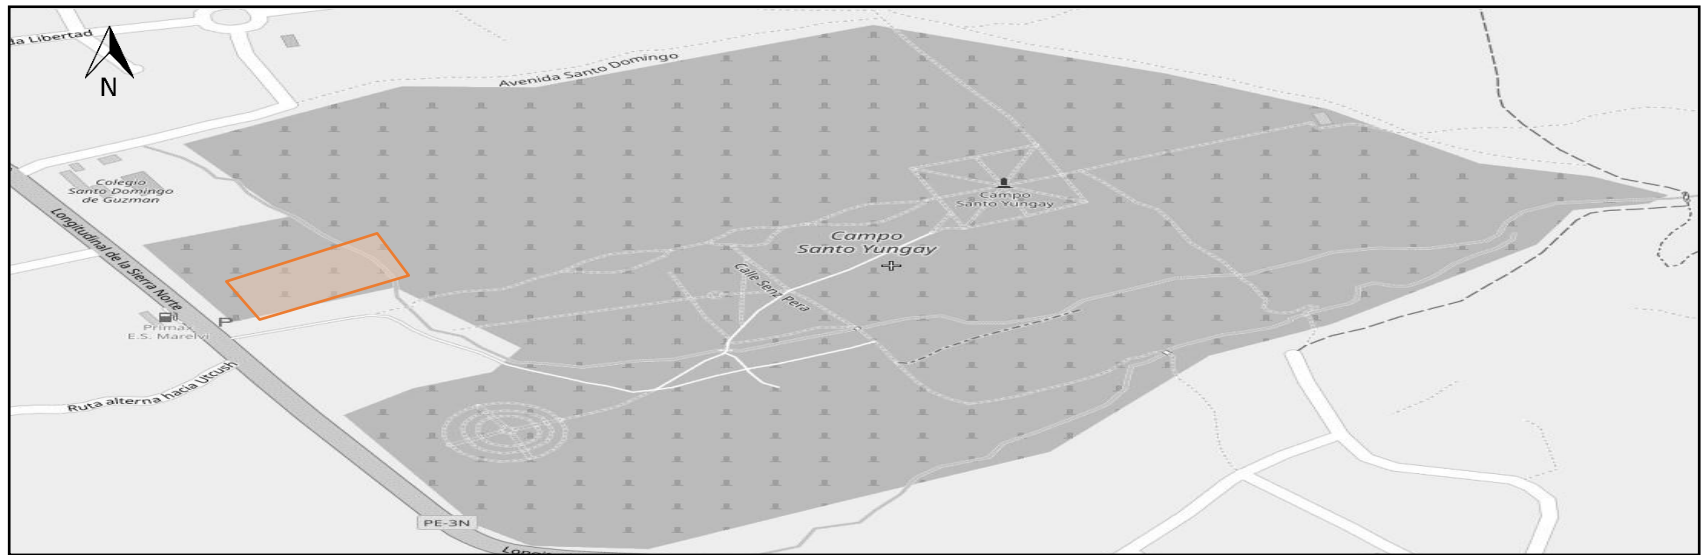 da Libertad
N
Avenida Santo Domingo
Colegio
Santo Domingo
de Guzman
Longitudinal de la Sierra Norte
Campo
Santo Yungay
Campo
Santo Yungay
Calle Senz Pera
P
Primax
E.S. Marelvi
Ruta alterna hacia Utcush
PE-3N